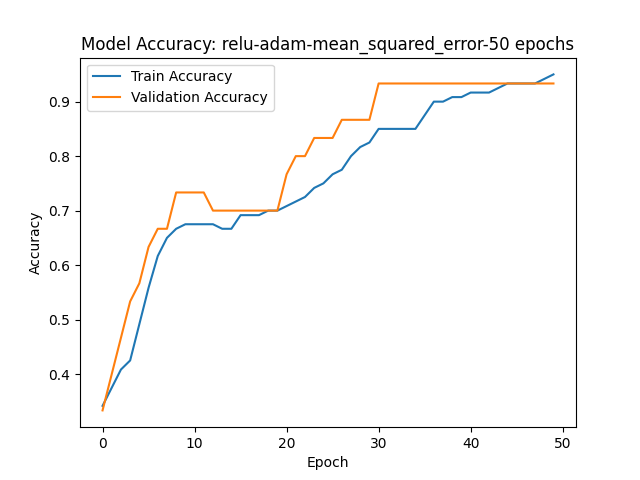 Model Accuracy: relu-adam-mean_squared_error-50 epochs
Train Accuracy
Validation Accuracy
0.9
0.8
0.7
0.6
0.5
0.4
Accuracy
0 10 20 30 40 50
Epoch